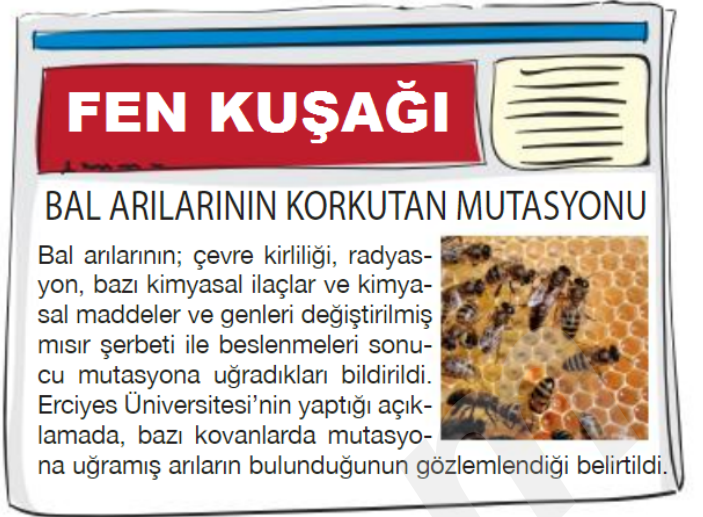 FEN KUŞAĞI
BAL ARILARININ KORKUTAN MUTASYONU
Bal arılarının; çevre kirliliği, radyas-
yon, bazı kimyasal ilaçlar ve kimya-
sal maddeler ve genleri değiştirilmiş
mısır şerbeti ile beslenmeleri sonu-
cu mutasyona uğradıkları bildirildi.
Erciyes Üniversitesi'nin yaptığı açık-
lamada, bazı kovanlarda mutasyo-
na uğramış arıların bulunduğunun gözlemlendiği belirtildi.